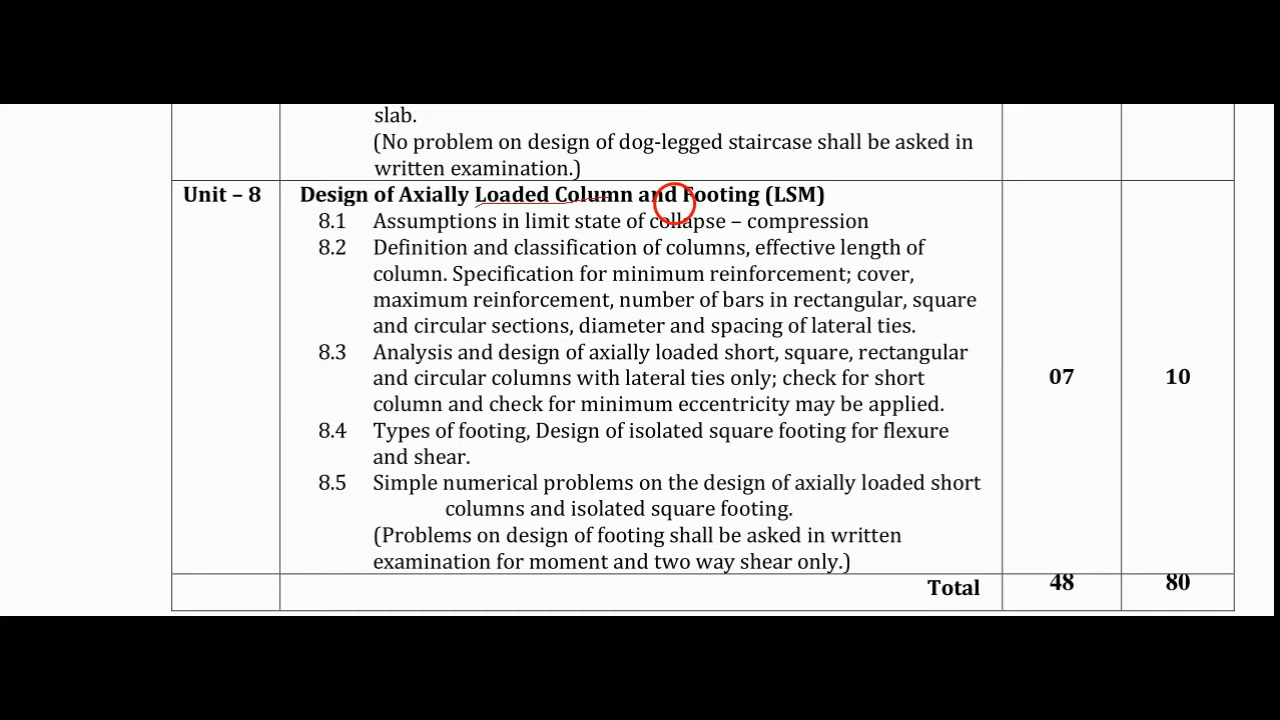 slab.
(No problem on design of dog-legged staircase shall be asked in
written examination.)
Unit – 8 Design of Axially Loaded Column and Footing (LSM)
8.1 Assumptions in limit state of collapse – compression
8.2 Definition and classification of columns, effective length of
column. Specification for minimum reinforcement; cover,
maximum reinforcement, number of bars in rectangular, square
and circular sections, diameter and spacing of lateral ties.
8.3 Analysis and design of axially loaded short, square, rectangular
and circular columns with lateral ties only; check for short
column and check for minimum eccentricity may be applied.
07 10
8.4 Types of footing, Design of isolated square footing for flexure
and shear.
8.5 Simple numerical problems on the design of axially loaded short
columns and isolated square footing.
(Problems on design of footing shall be asked in written
examination for moment and two way shear only.)
Total 48 80